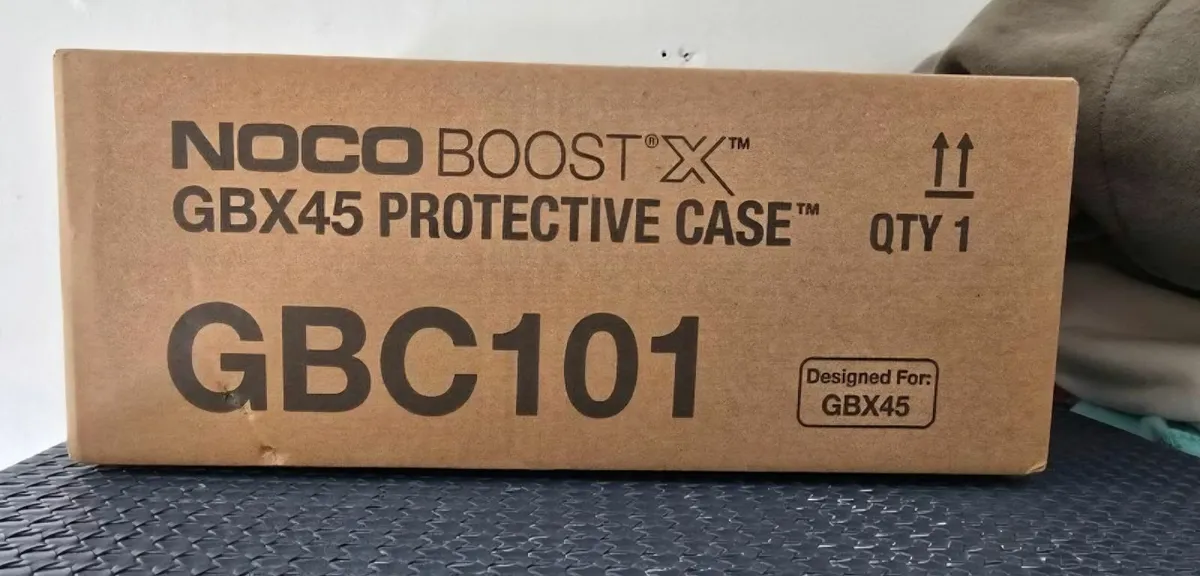 NOCO BOOST® X™
GBX45 PROTECTIVE CASE™
QTY 1
GBC101
Designed For:
GBX45